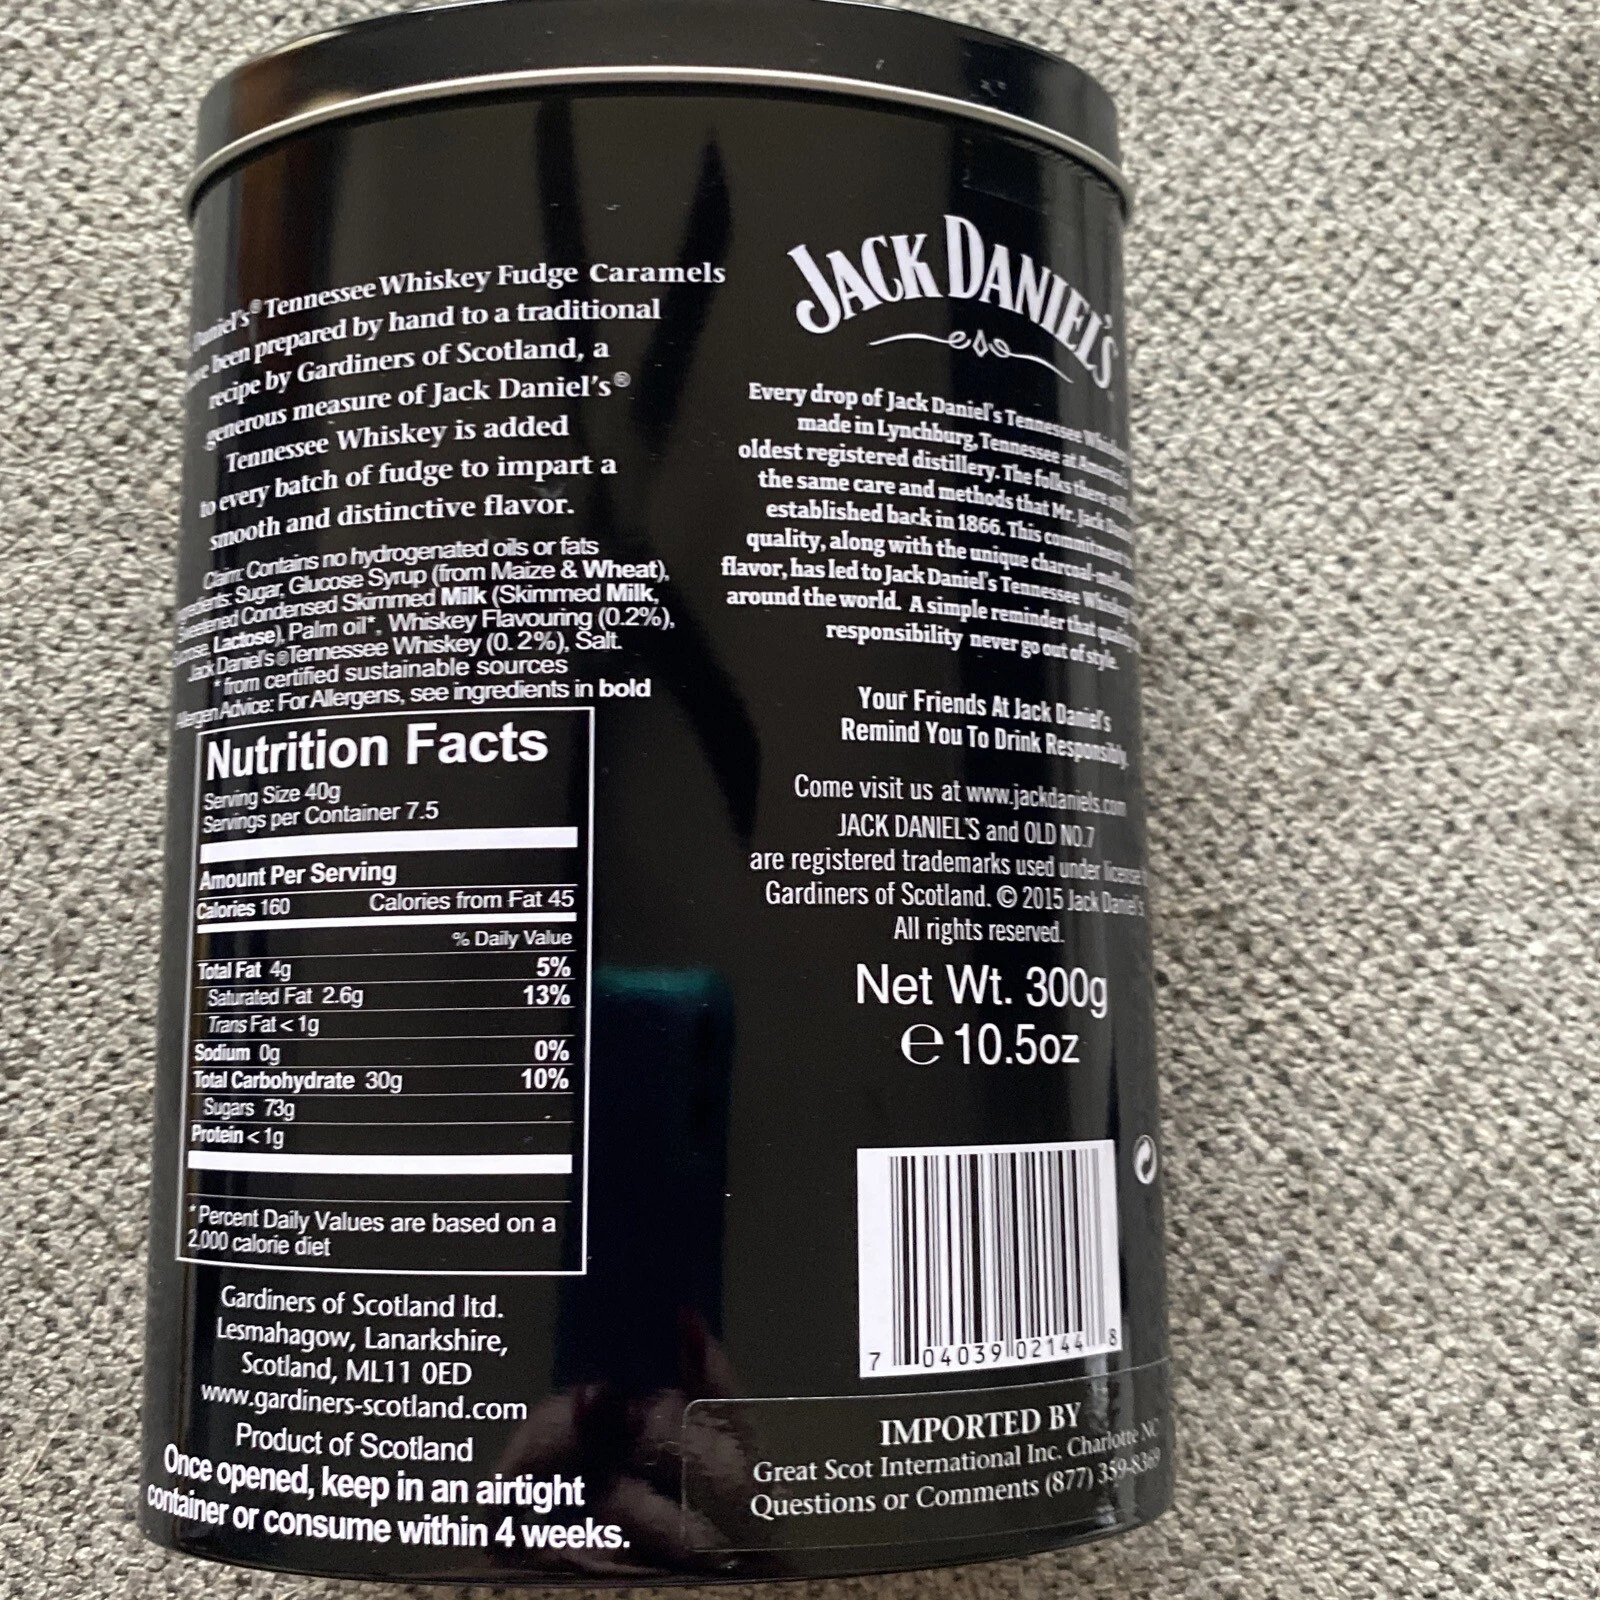 Daniel's® Tennessee Whiskey Fudge Caramels
been prepared by hand to a traditional
recipe by Gardiners of Scotland, a
generous measure of Jack Daniel's®
Tennessee Whiskey is added
to every batch of fudge to impart a
smooth and distinctive flavor.
Claim: Contains no hydrogenated oils or fats
Sugar, Glucose Syrup (from Maize & Wheat),
Condensed Skimmed Milk (Skimmed Milk,
Lactose), Palm oil*, Whiskey Flavouring (0.2%),
Jack Daniel's ® Tennessee Whiskey (0.2%), Salt.
* from certified sustainable sources
Allergen Advice: For Allergens, see ingredients in bold
Nutrition Facts
Serving Size 40g
Servings per Container 7.5
Amount Per Serving
Calories 160 Calories from Fat 45
% Daily Value
Total Fat 4g 5%
Saturated Fat 2.6g 13%
Trans Fat < 1g
Sodium 0g 0%
Total Carbohydrate 30g 10%
Sugars 73g
Protein < 1g
*Percent Daily Values are based on a
2,000 calorie diet
Gardiners of Scotland ltd.
Lesmahagow, Lanarkshire,
Scotland, ML11 0ED
www.gardiners-scotland.com
Product of Scotland
Once opened, keep in an airtight
container or consume within 4 weeks.
JACK DANIEL'S
Every drop of Jack Daniel's Tennessee
made in Lynchburg, Tennessee at
oldest registered distillery. The folks there
the same care and methods that Mr. Jack
established back in 1866. This
quality, along with the unique
flavor, has led to Jack Daniel's Tennessee Whiskey
around the world. A simple reminder that
responsibility never go out of style.
Your Friends At Jack Daniel's
Remind You To Drink Responsibly.
Come visit us at www.jackdaniels.com
JACK DANIEL'S and OLD NO.7
are registered trademarks used under license
Gardiners of Scotland. © 2015 Jack Daniel's
All rights reserved.
Net Wt. 300g
℮ 10.5oz
7 04039 02144 8
IMPORTED BY
Great Scot International Inc. Charlotte NC
Questions or Comments (877) 359-8369